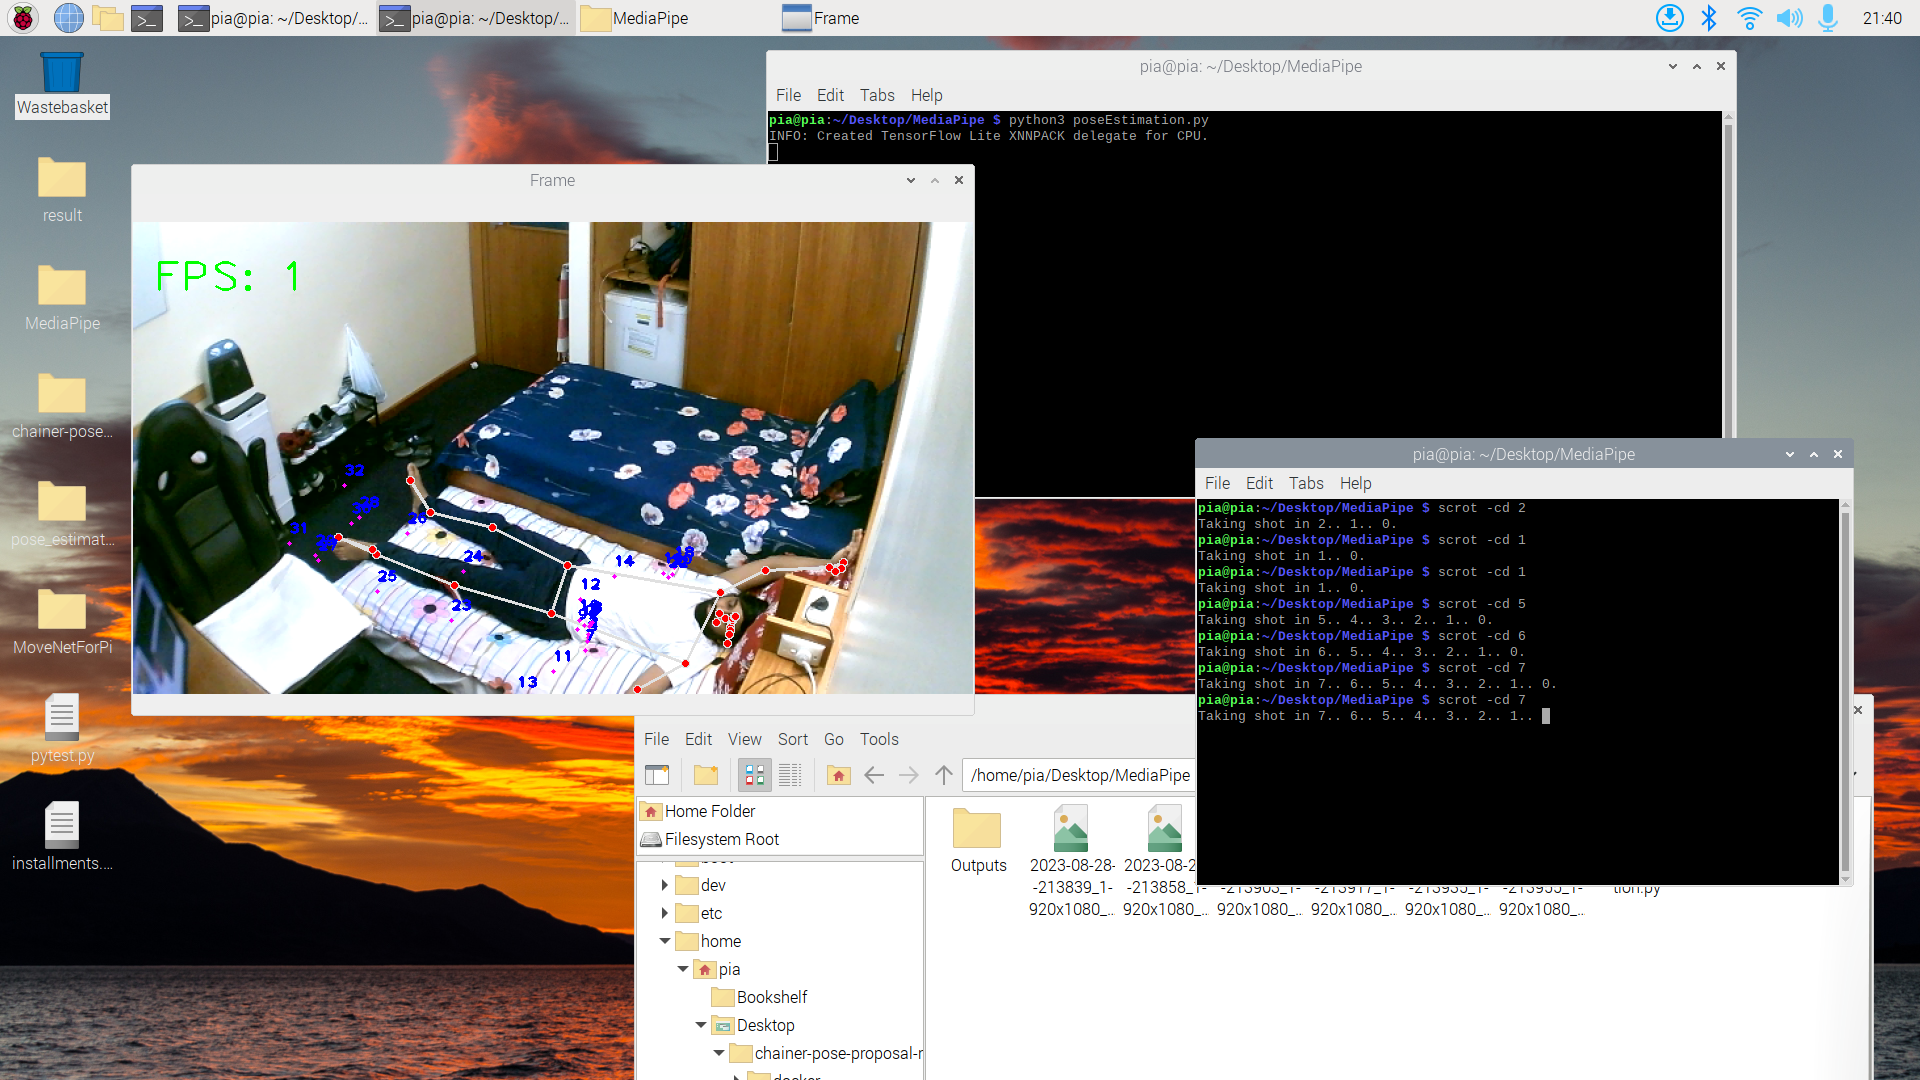 pia@pia: ~/Desktop/...
pia@pia: ~/Desktop/...
MediaPipe
Frame
21:40
Wastebasket
result
MediaPipe
chainer-pose...
pose_estimat...
MoveNetForPi
pytest.py
installments....
pia@pia: ~/Desktop/MediaPipe
File Edit Tabs Help
pia@pia:~/Desktop/MediaPipe $ python3 poseEstimation.py
INFO: Created TensorFlow Lite XNNPACK delegate for CPU.
Frame
FPS: 1
32
31
26
25
24
23
14
12
11
13
pia@pia: ~/Desktop/MediaPipe
File Edit Tabs Help
pia@pia:~/Desktop/MediaPipe $ scrot -cd 2
Taking shot in 2.. 1.. 0.
pia@pia:~/Desktop/MediaPipe $ scrot -cd 1
Taking shot in 1.. 0.
pia@pia:~/Desktop/MediaPipe $ scrot -cd 1
Taking shot in 1.. 0.
pia@pia:~/Desktop/MediaPipe $ scrot -cd 5
Taking shot in 5.. 4.. 3.. 2.. 1.. 0.
pia@pia:~/Desktop/MediaPipe $ scrot -cd 6
Taking shot in 6.. 5.. 4.. 3.. 2.. 1.. 0.
pia@pia:~/Desktop/MediaPipe $ scrot -cd 7
Taking shot in 7.. 6.. 5.. 4.. 3.. 2.. 1.. 0.
pia@pia:~/Desktop/MediaPipe $ scrot -cd 7
Taking shot in 7.. 6.. 5.. 4.. 3.. 2.. 1..
File Edit View Sort Go Tools
/home/pia/Desktop/MediaPipe
Home Folder
Filesystem Root
dev
etc
home
pia
Bookshelf
Desktop
chainer-pose-proposal-r
Outputs
2023-08-28-
-213839_1-
920x1080_...
2023-08-2
-213858_1-
920x1080_...
920x1080_...
920x1080_...
920x1080_...
920x1080_...
tion.py